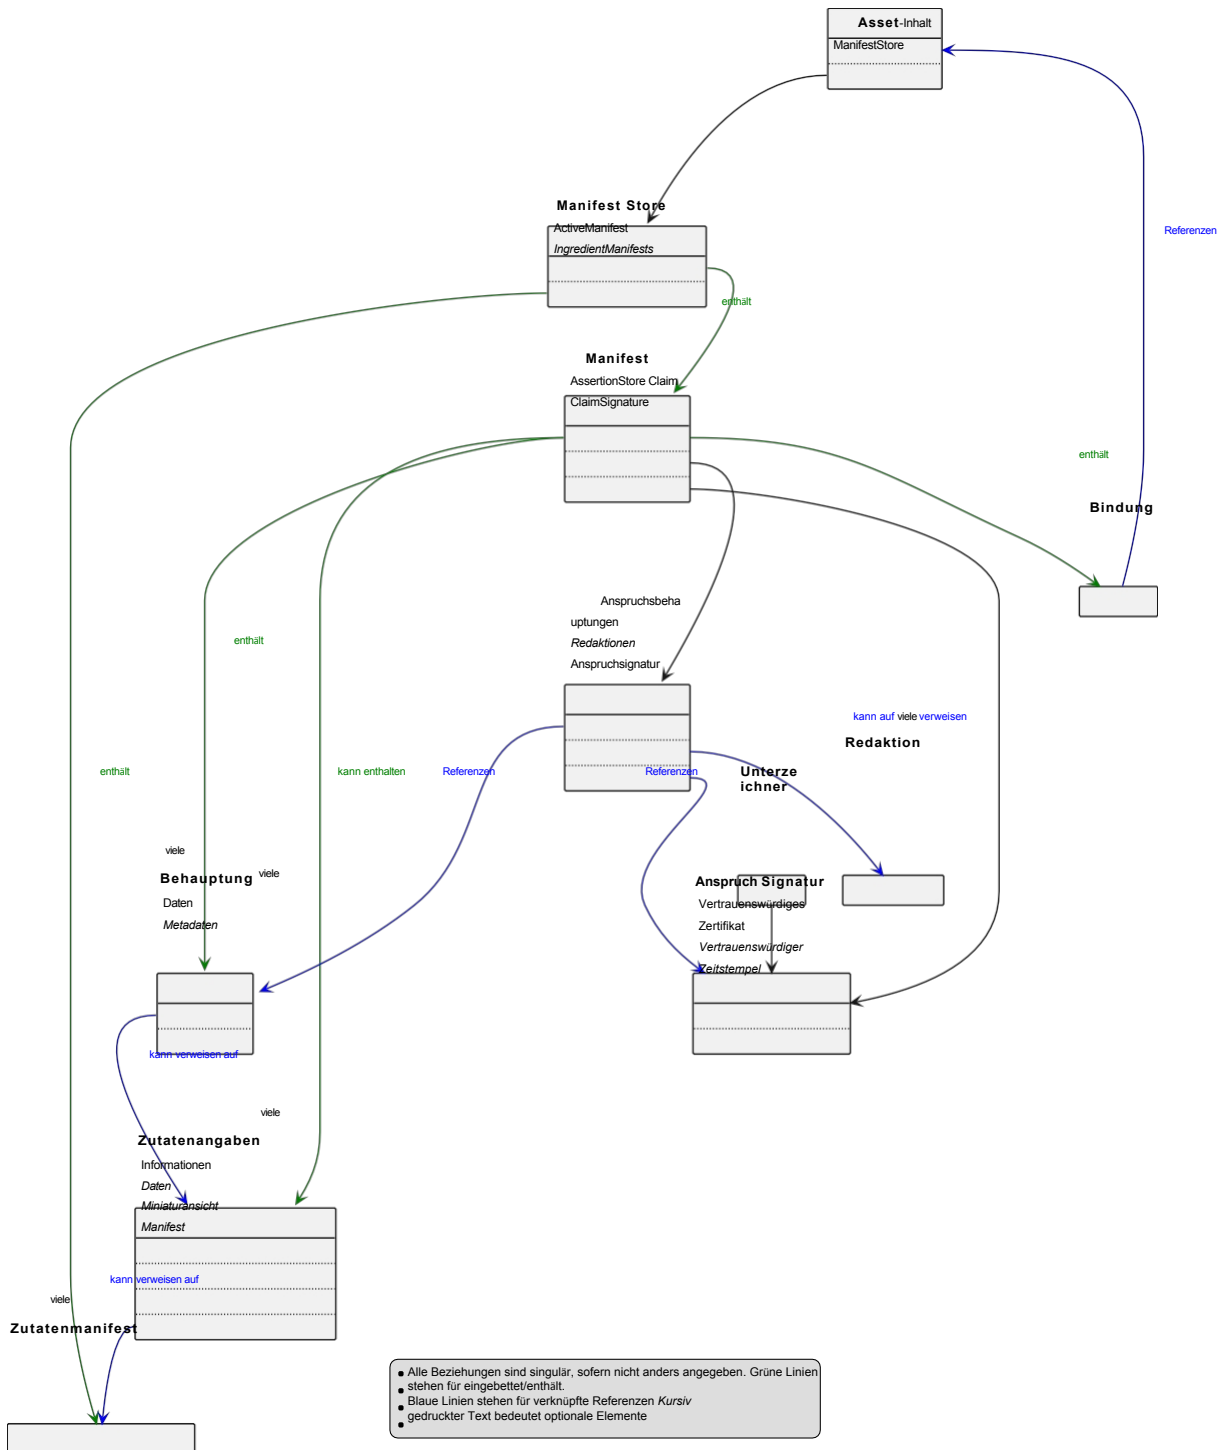 Asset-Inhalt
ManifestStore
Manifest Store
ActiveManifest
IngredientManifests
Referenzen
enthält
Manifest
AssertionStore Claim
ClaimSignature
enthält
Bindung
Anspruchsbeha
uptungen
Redaktionen
Anspruchsignatur
enthält
kann auf viele verweisen
Redaktion
enthält
kann enthalten
Referenzen
Referenzen
Unterze
ichner
viele
viele
Behauptung
Daten
Metadaten
Anspruch Signatur
Vertrauenswürdiges
Zertifikat
Vertrauenswürdiger
Zeitstempel
kann verweisen auf
viele
Zutatenangaben
Informationen
Daten
Miniaturansicht
Manifest
kann verweisen auf
viele
Zutatenmanifest
Alle Beziehungen sind singulär, sofern nicht anders angegeben. Grüne Linien
stehen für eingebettet/enthält.
Blaue Linien stehen für verknüpfte Referenzen Kursiv
gedruckter Text bedeutet optionale Elemente